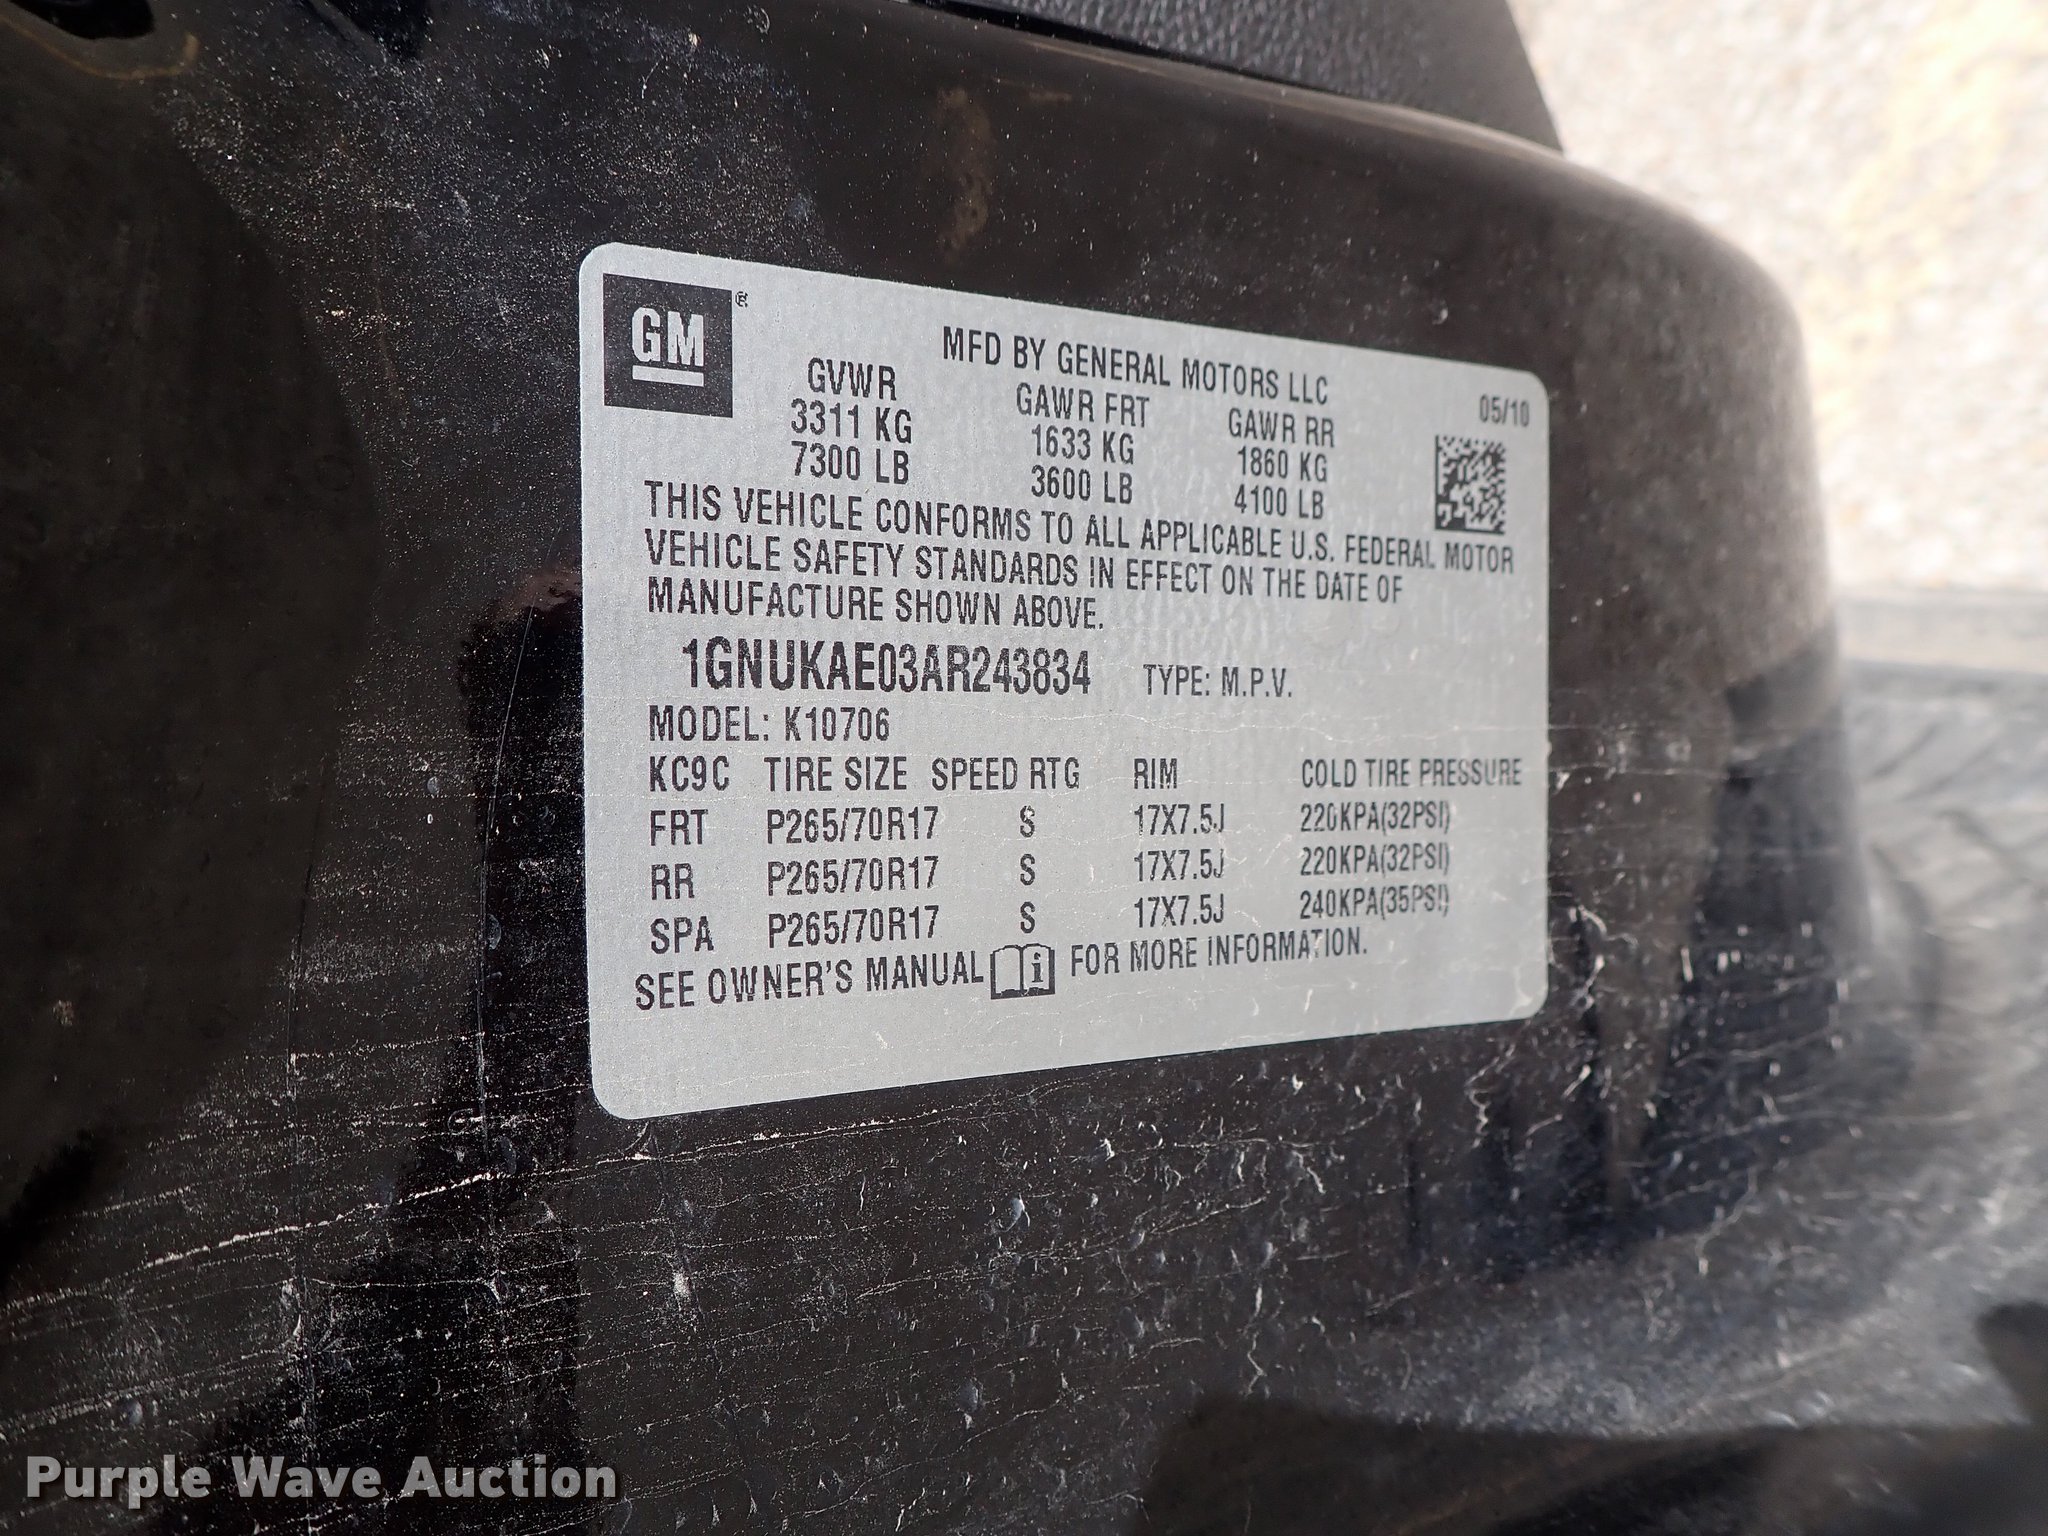 GM ®
MFD BY GENERAL MOTORS LLC
05/10
GVWR GAWR FRT GAWR RR
3311 KG 1633 KG 1860 KG
7300 LB 3600 LB 4100 LB
THIS VEHICLE CONFORMS TO ALL APPLICABLE U.S. FEDERAL MOTOR
VEHICLE SAFETY STANDARDS IN EFFECT ON THE DATE OF
MANUFACTURE SHOWN ABOVE.
1GNUKAE03AR243834 TYPE: M.P.V.
MODEL: K10706
KC9C TIRE SIZE SPEED RTG RIM COLD TIRE PRESSURE
FRT P265/70R17 S 17X7.5J 220KPA(32PSI)
RR P265/70R17 S 17X7.5J 220KPA(32PSI)
SPA P265/70R17 S 17X7.5J 240KPA(35PSI)
SEE OWNER'S MANUAL FOR MORE INFORMATION.
Purple Wave Auction